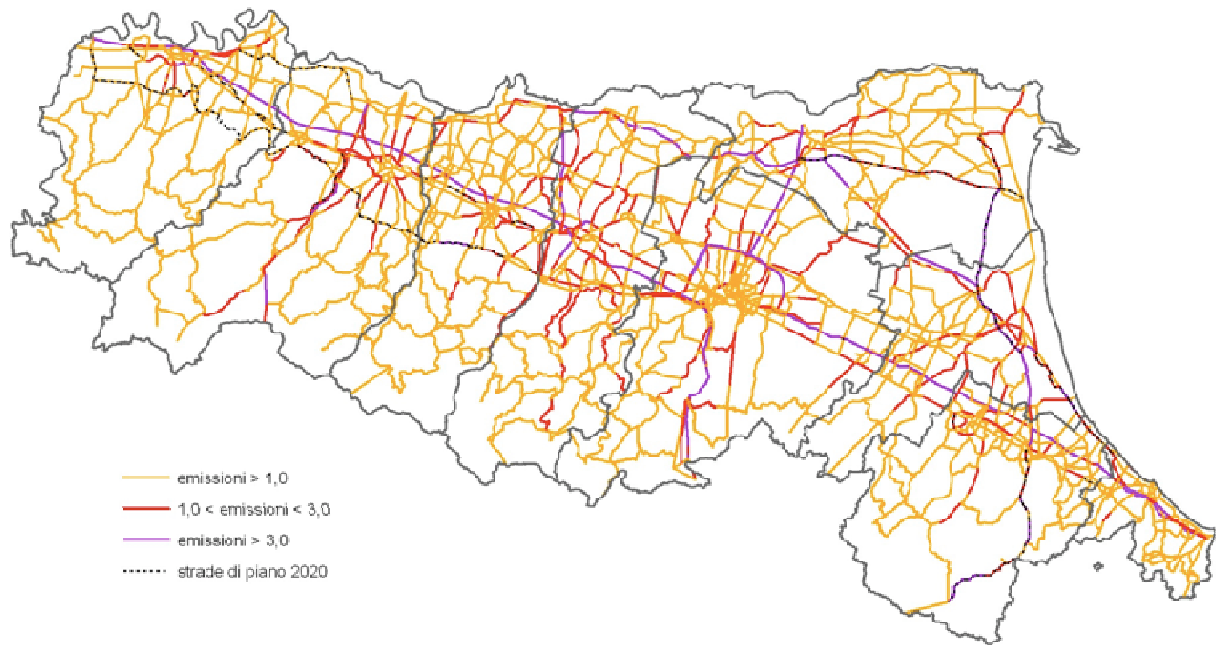 emissioni > 1,0
1,0 < emissioni < 3,0
emissioni > 3,0
strade di piano 2020